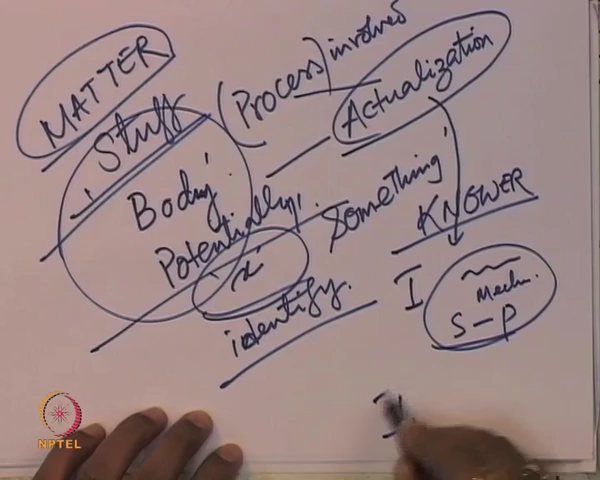 MATTER
Stuff (Process) involved
Actualization
Body.
Potentially, Something
KNOWER
x
identify.
I
Mech.
S - P
NPTEL